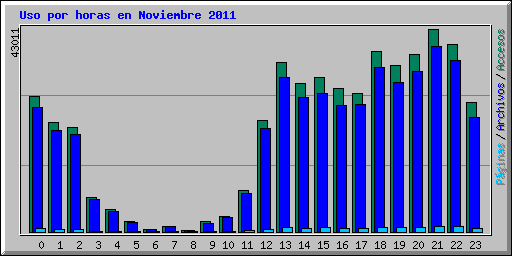 Uso por horas en Noviembre 2011
43011
Páginas / Archivos / Accesos
0 1 2 3 4 5 6 7 8 9 10 11 12 13 14 15 16 17 18 19 20 21 22 23